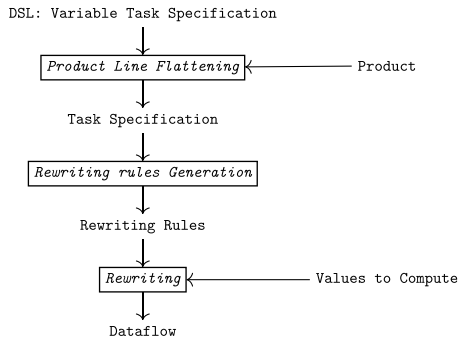 DSL: Variable Task Specification
Product Line Flattening
Product
Task Specification
Rewriting rules Generation
Rewriting Rules
Rewriting
Values to Compute
Dataflow